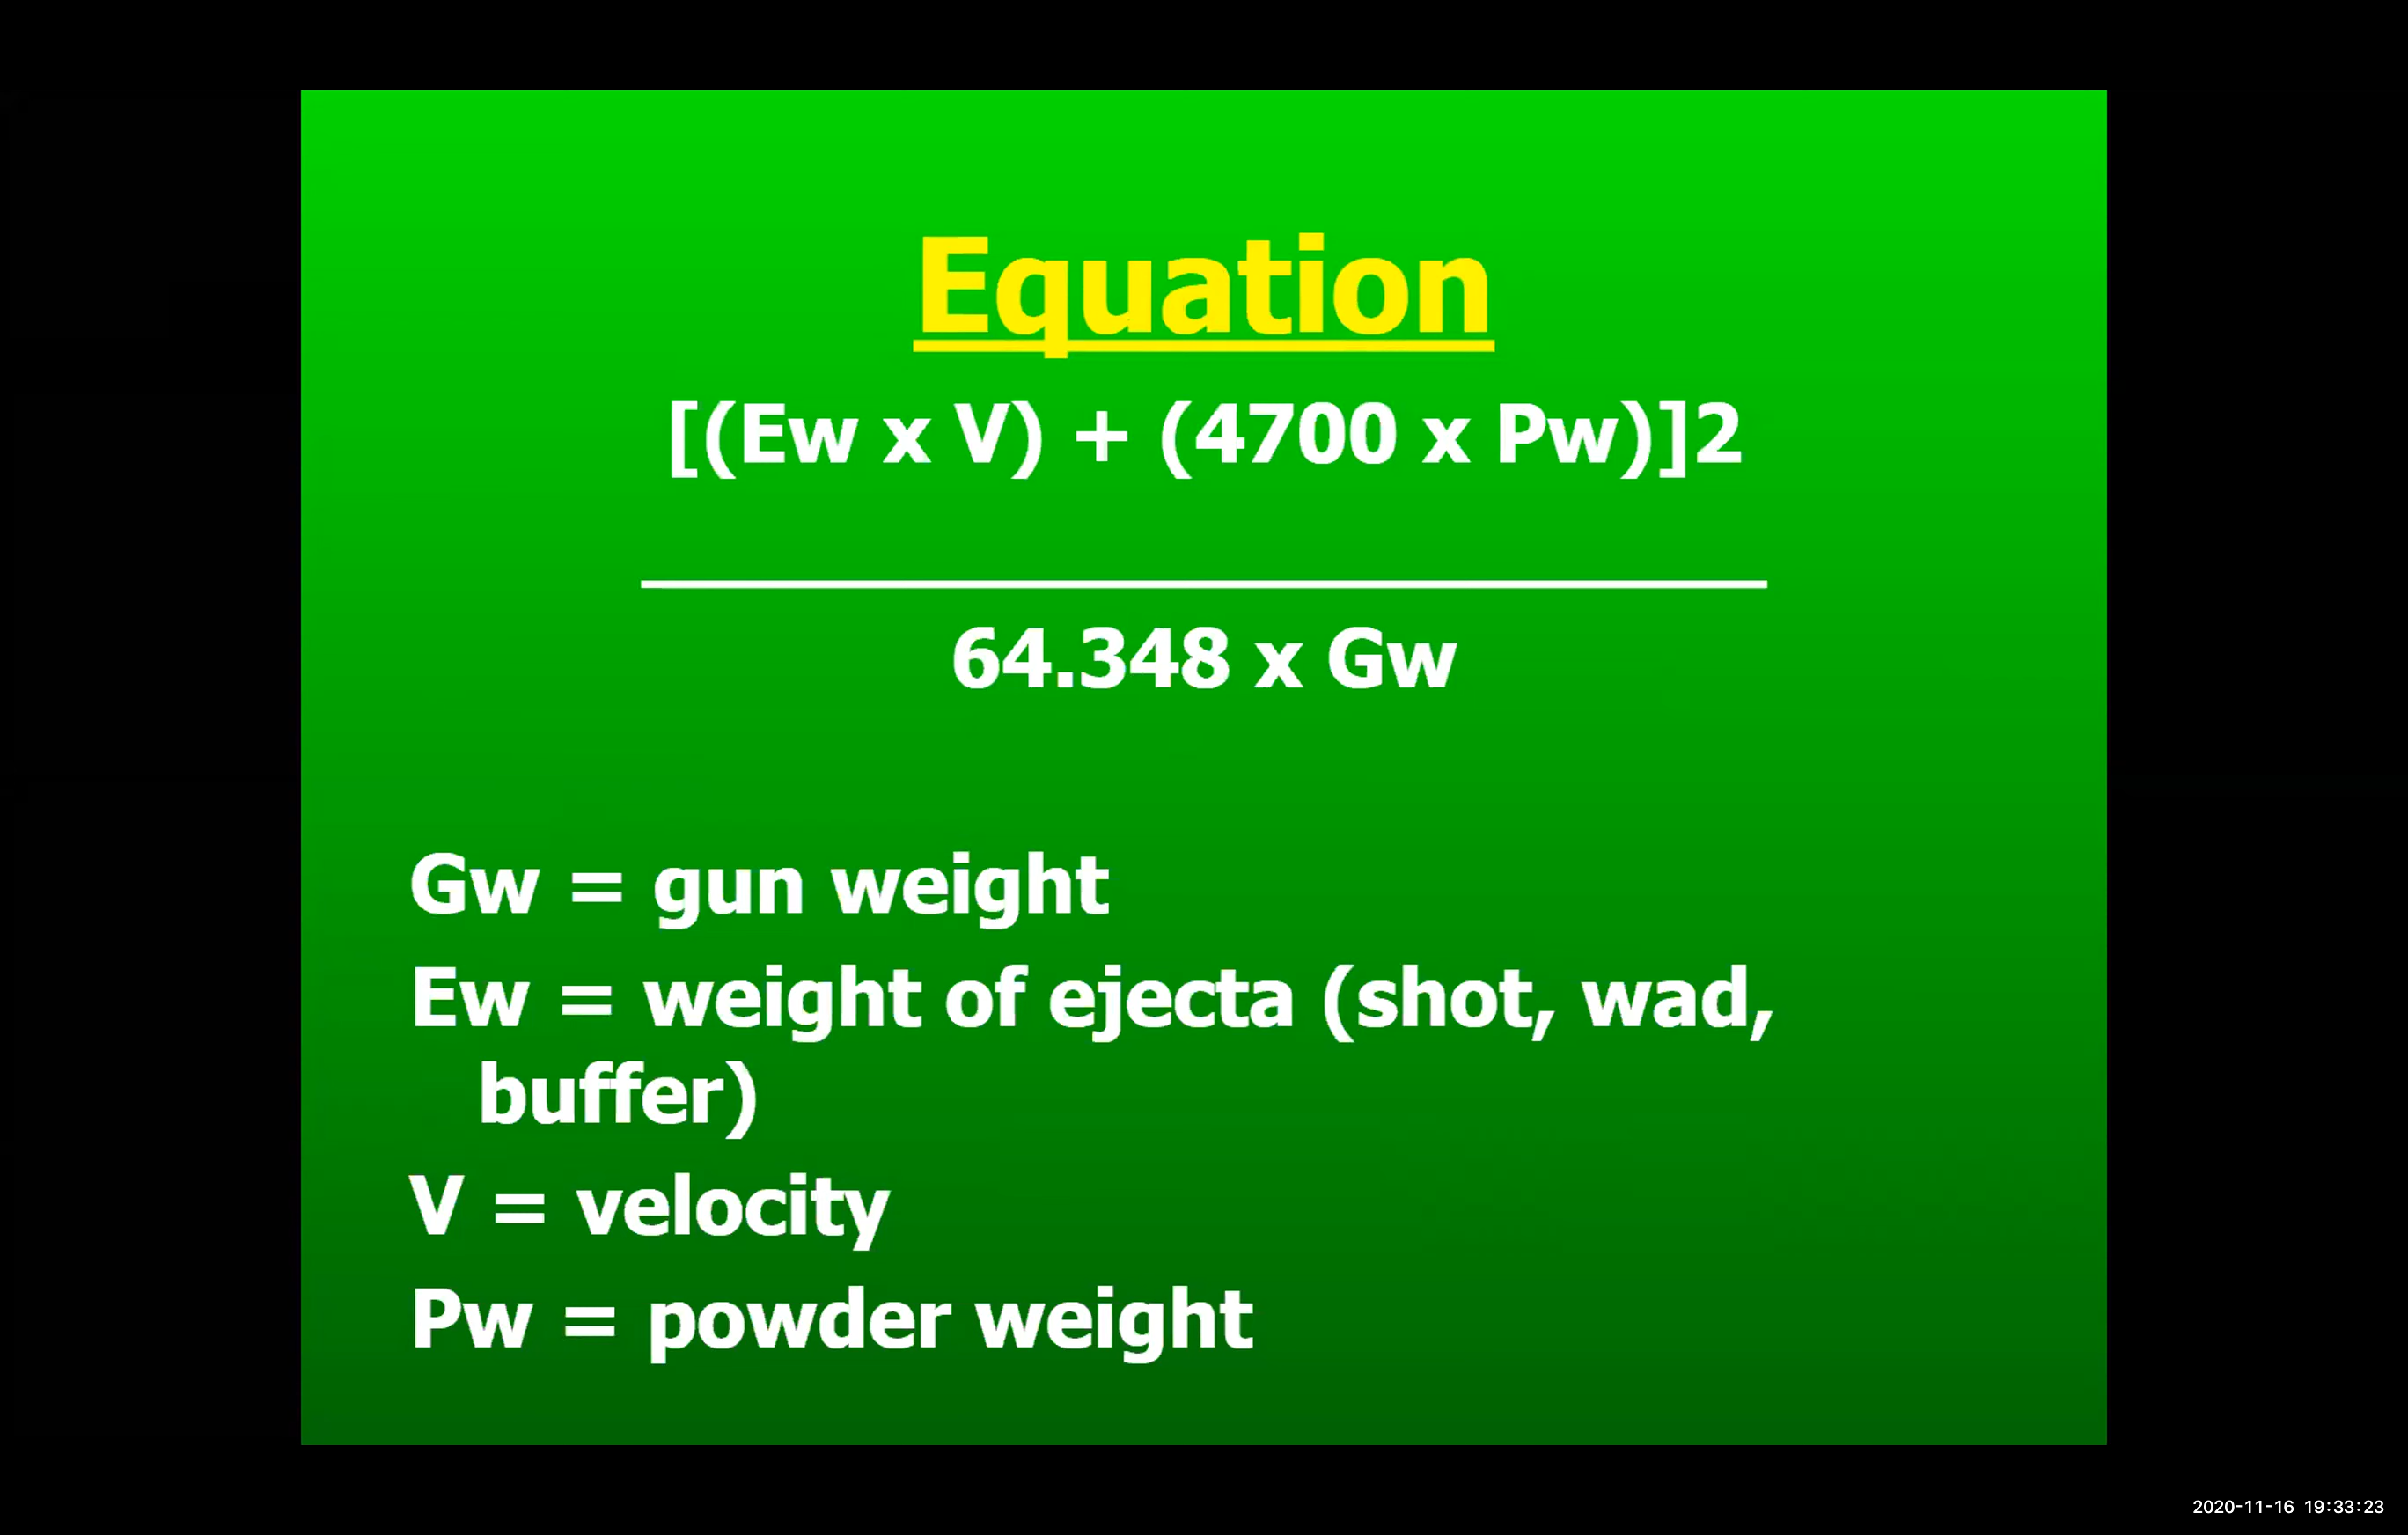 Equation
[(Ew x V) + (4700 x Pw)]2
64.348 x Gw
Gw = gun weight
Ew = weight of ejecta (shot, wad,
buffer)
V = velocity
Pw = powder weight
2020-11-16 19:33:23